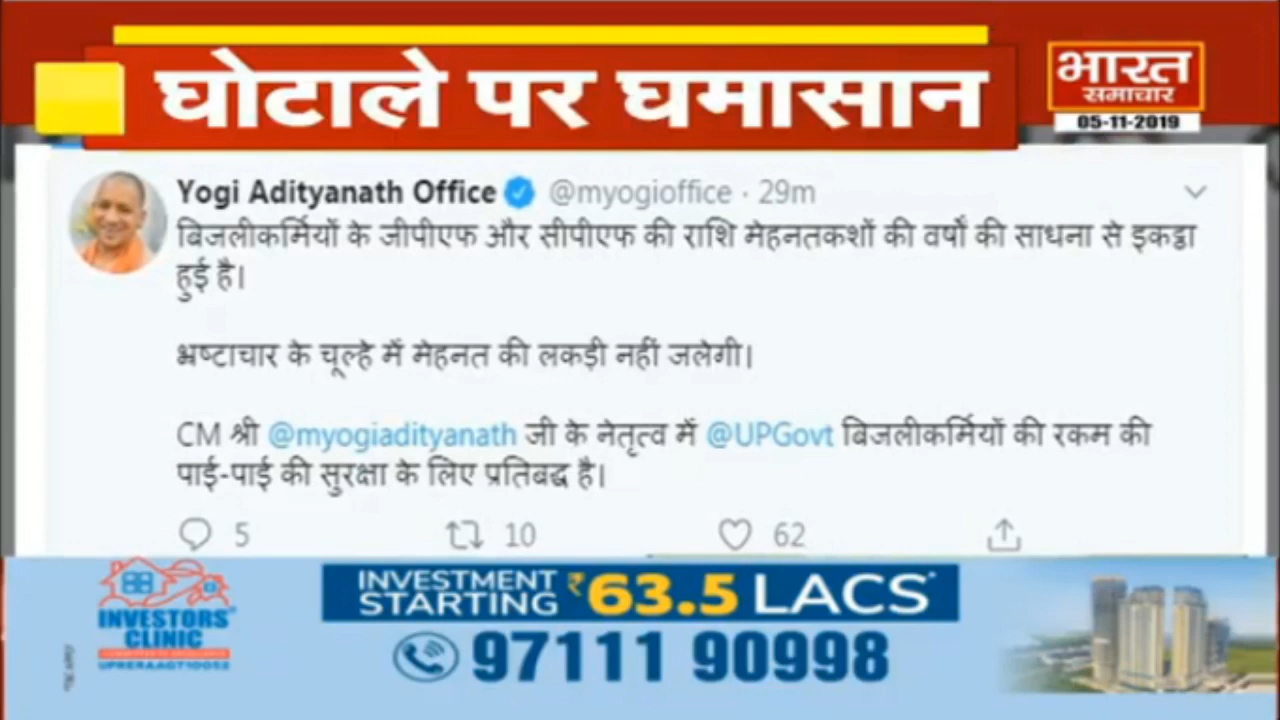 घोटाले पर घमासान
भारत
समाचार
05-11-2019
Yogi Adityanath Office @myogioffice · 29m
बिजलीकर्मियों के जीपीएफ और सीपीएफ की राशि मेहनतकशों की वर्षों की साधना से इकट्ठा
हुई है।
भ्रष्टाचार के चूल्हे में मेहनत की लकड़ी नहीं जलेगी।
CM श्री @myogiadityanath जी के नेतृत्व में @UPGovt बिजलीकर्मियों की रकम की
पाई-पाई की सुरक्षा के लिए प्रतिबद्ध है।
5 10 62
INVESTORS'
CLINIC
UPRERAAGT10052
INVESTMENT
STARTING ₹63.5 LACS*
97111 90998